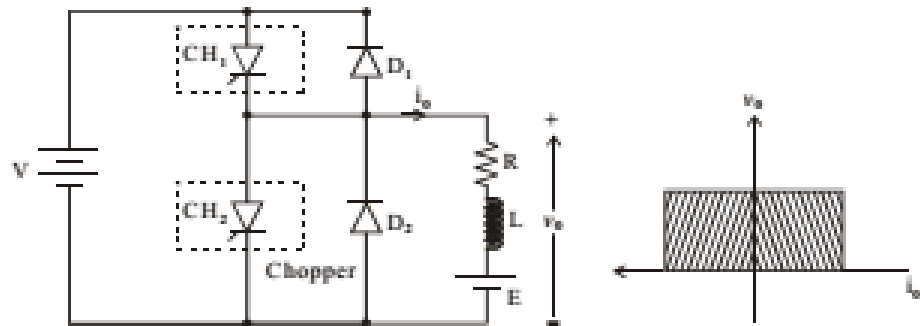 CH₁
D₁
i₀
v₀
+
V
R
CH₂
D₂
L
v₀
Chopper
E
i₀